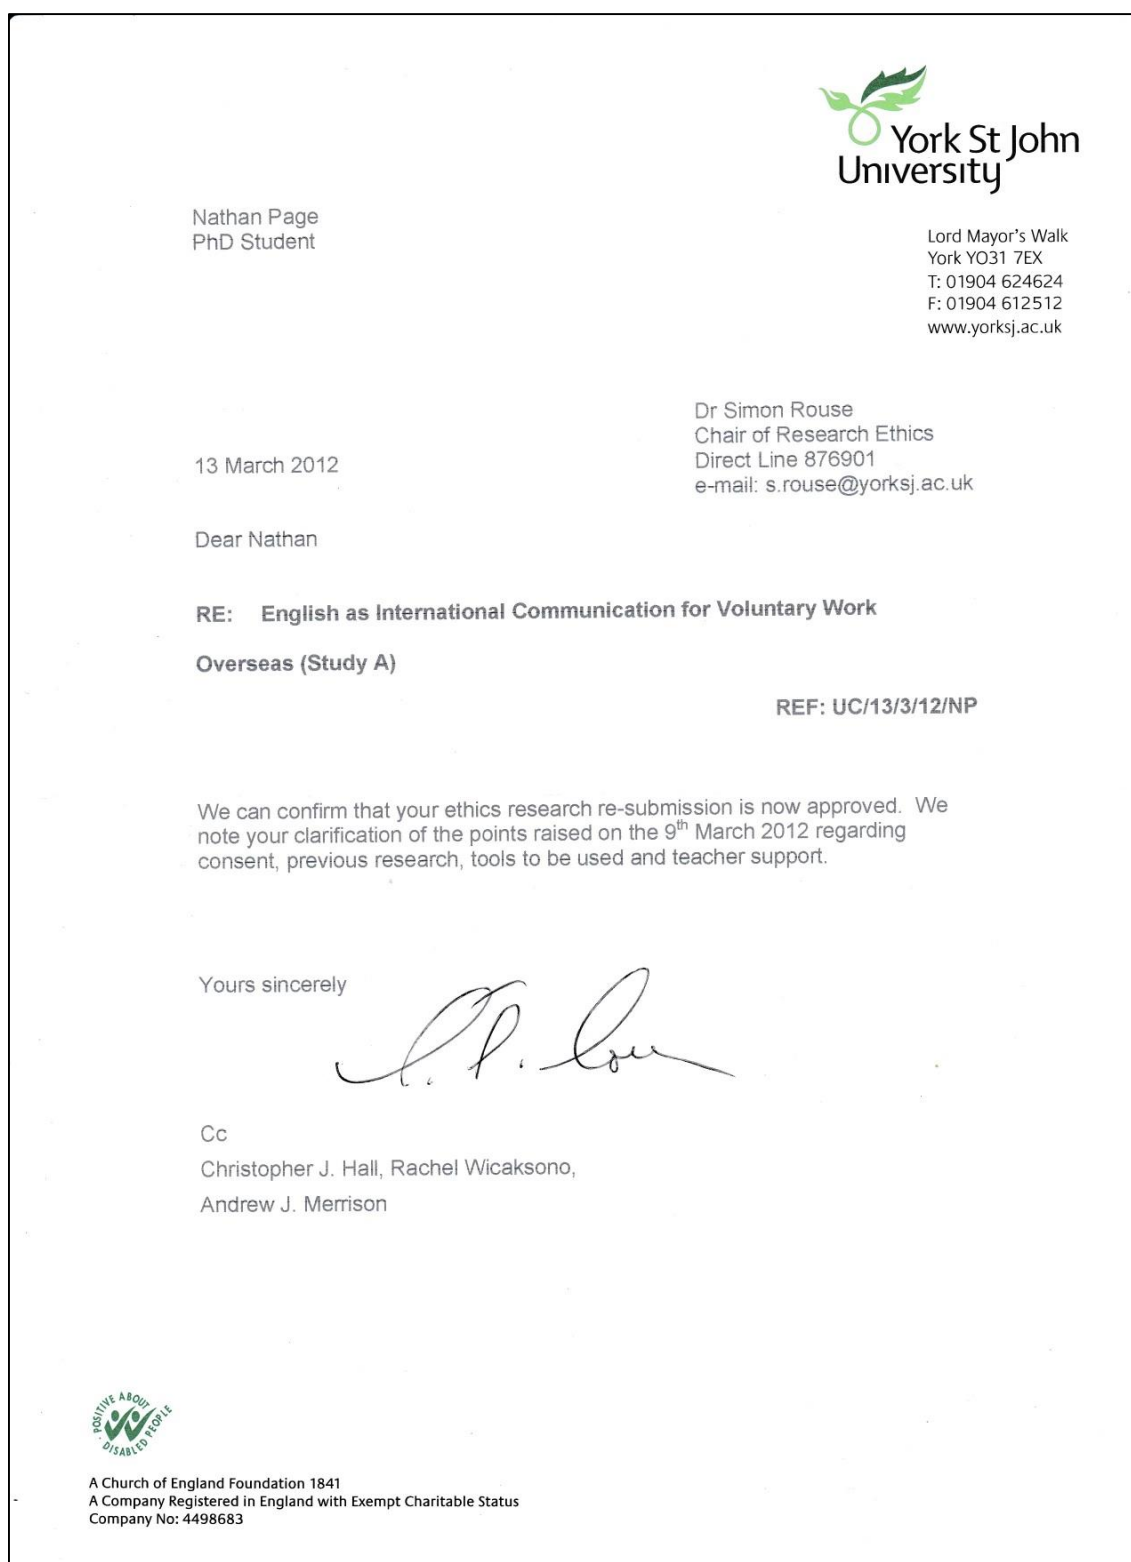 York St John
University
Nathan Page
PhD Student
Lord Mayor's Walk
York YO31 7EX
T: 01904 624624
F: 01904 612512
www.yorksj.ac.uk
Dr Simon Rouse
Chair of Research Ethics
Direct Line 876901
e-mail: s.rouse@yorksj.ac.uk
13 March 2012
Dear Nathan
RE: English as International Communication for Voluntary Work
Overseas (Study A)
REF: UC/13/3/12/NP
We can confirm that your ethics research re-submission is now approved. We
note your clarification of the points raised on the 9th March 2012 regarding
consent, previous research, tools to be used and teacher support.
Yours sincerely
Cc
Christopher J. Hall, Rachel Wicaksono,
Andrew J. Merrison
POSITIVE ABOUT
DISABLED PEOPLE
A Church of England Foundation 1841
A Company Registered in England with Exempt Charitable Status
Company No: 4498683